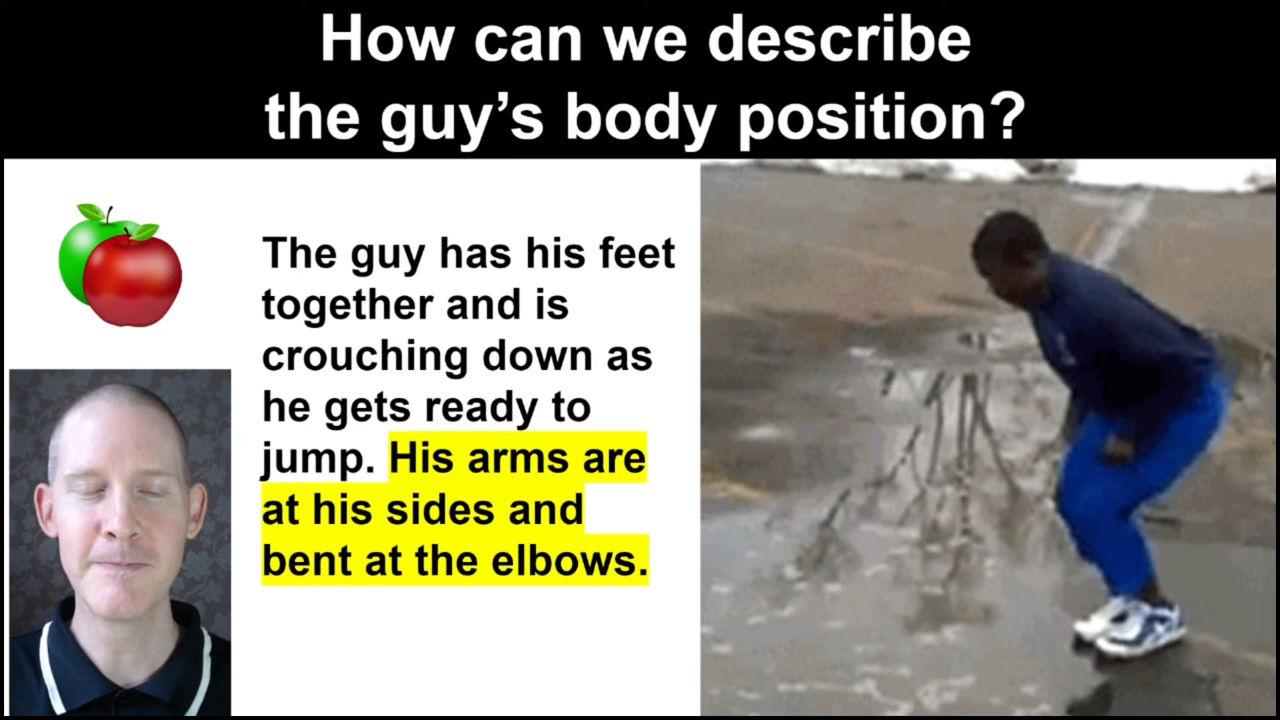 How can we describe
the guy’s body position?
The guy has his feet
together and is
crouching down as
he gets ready to
jump. His arms are
at his sides and
bent at the elbows.